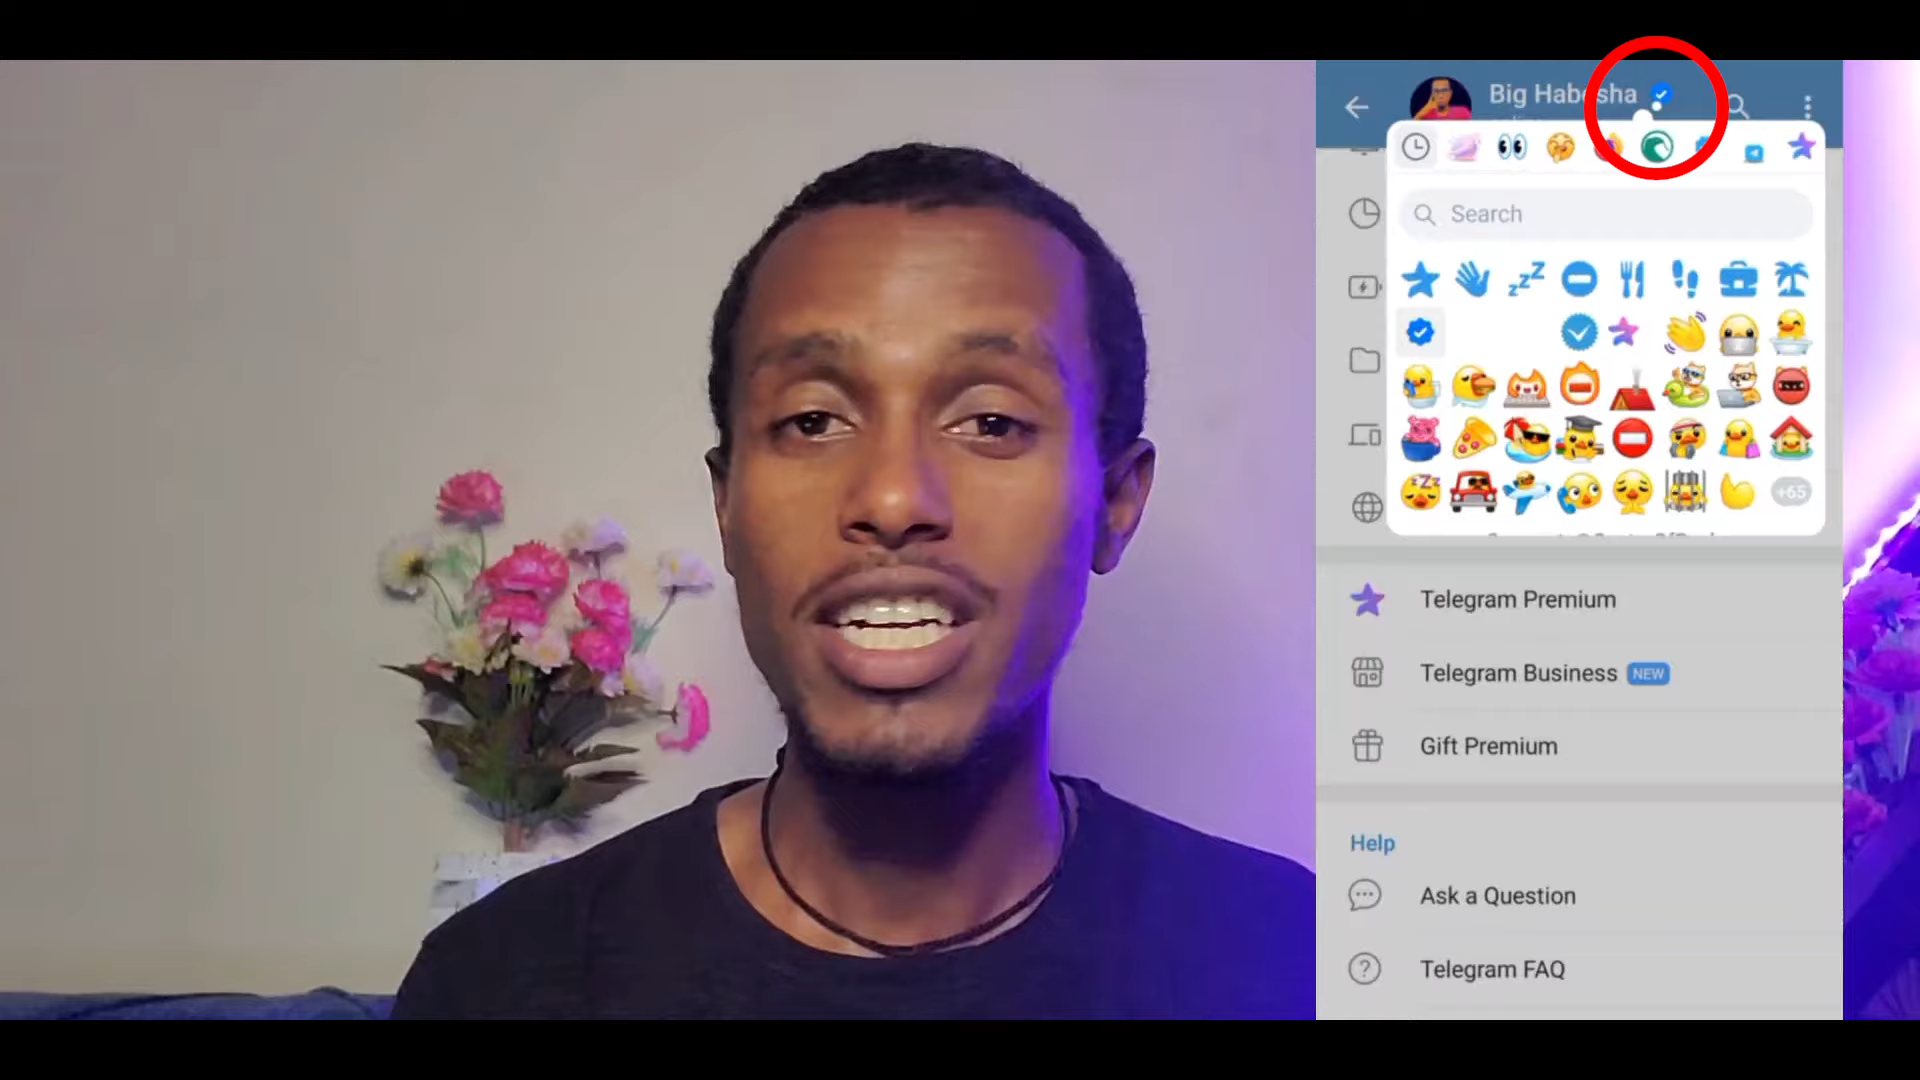 Big Habesha
Search
+65
Telegram Premium
Telegram Business NEW
Gift Premium
Help
Ask a Question
Telegram FAQ